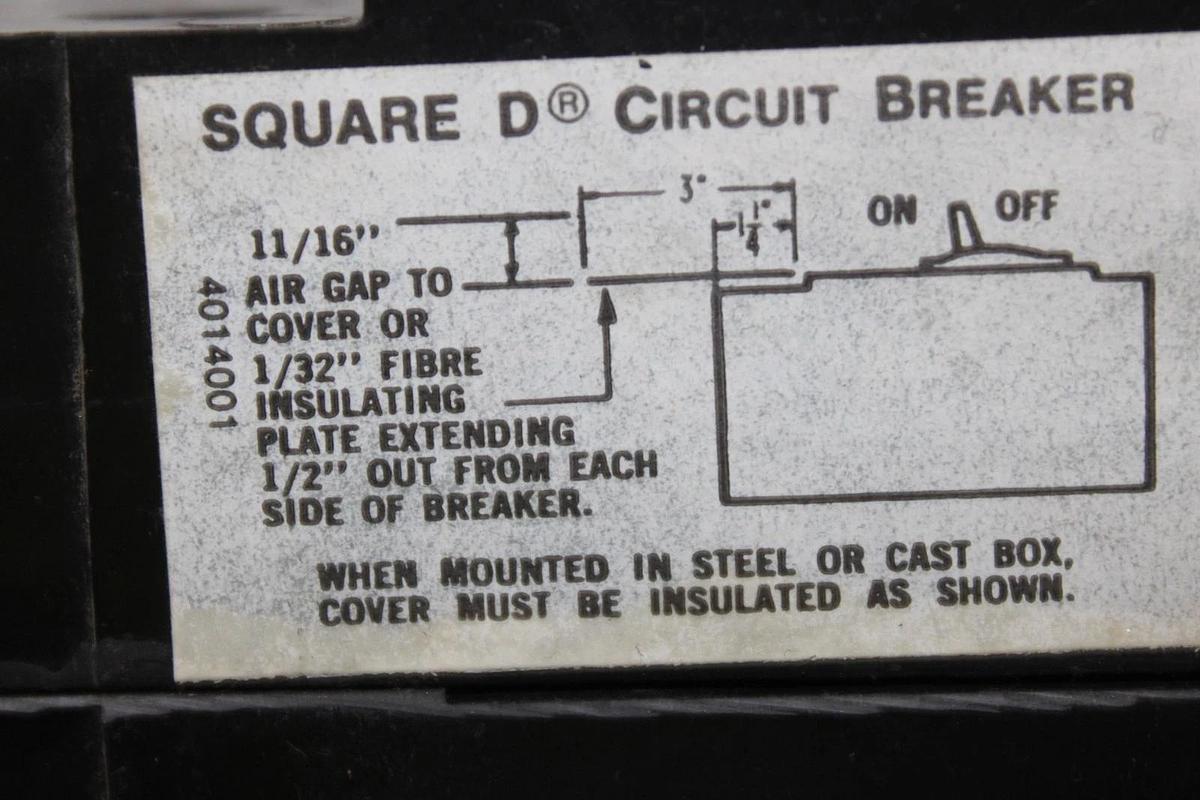 SQUARE D® CIRCUIT BREAKER
3"
1 1/4"
ON OFF
11/16"
AIR GAP TO
COVER OR
1/32" FIBRE
INSULATING
PLATE EXTENDING
1/2" OUT FROM EACH
SIDE OF BREAKER.
4014001
WHEN MOUNTED IN STEEL OR CAST BOX,
COVER MUST BE INSULATED AS SHOWN.